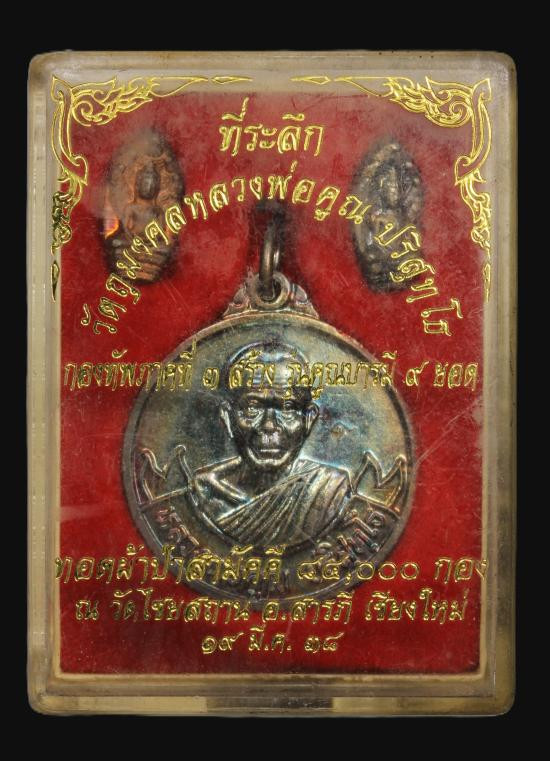 ที่ระลึก
วัตถุมงคลหลวงพ่อคูณ ปริสุทโธ
กองทัพภาคที่ ๓ สร้าง รุ่นคูณบารมี ๙ ยอด
ทอดผ้าป่าสามัคคี ๘๔,๐๐๐ กอง
ณ วัดไชยสถาน อ.สารภี เชียงใหม่
๑๙ มี.ค. ๓๘